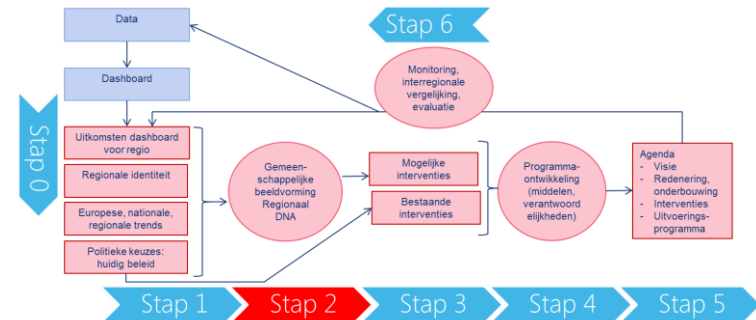 Stap 6
Data
Monitoring,
interregionale
vergelijking,
evaluatie
Dashboard
Stap 0
Uitkomsten dashboard
voor regio
Regionale identiteit
Europese, nationale,
regionale trends
Politieke keuzes:
huidig beleid
Gemeen-
schappelijke
beeldvorming
Regionaal
DNA
Mogelijke
interventies
Bestaande
interventies
Programma-
ontwikkeling
(middelen,
verantwoord
elijkheden)
Agenda
- Visie
- Redenering,
onderbouwing
- Interventies
- Uitvoerings-
programma
Stap 1
Stap 2
Stap 3
Stap 4
Stap 5